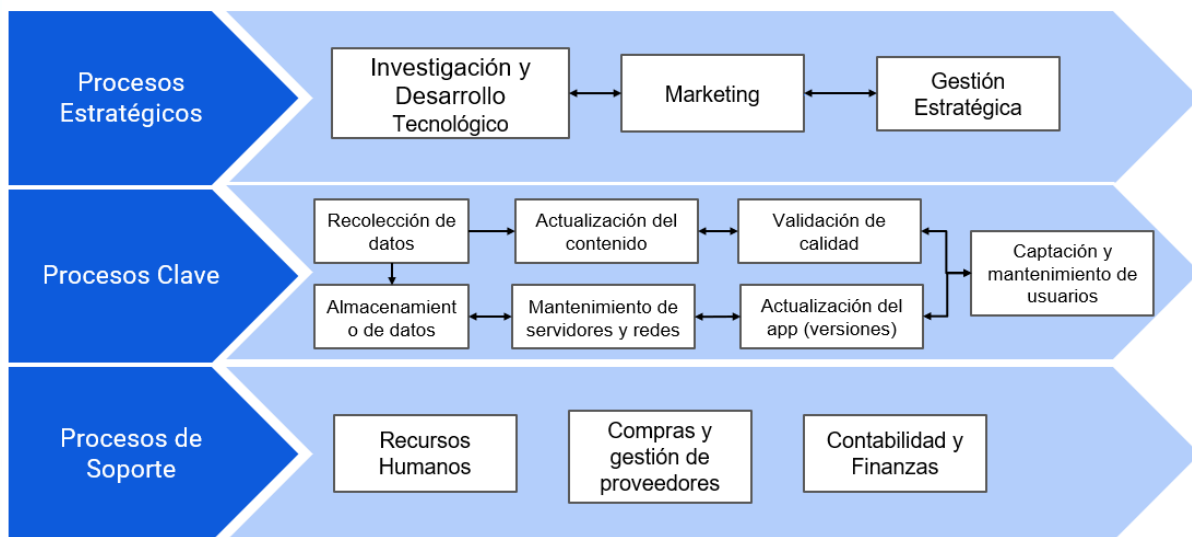 Procesos
Estratégicos
Investigación y
Desarrollo
Tecnológico
Marketing
Gestión
Estratégica
Procesos Clave
Recolección de
datos
Actualización del
contenido
Validación de
calidad
Captación y
mantenimiento de
usuarios
Almacenamient
o de datos
Mantenimiento de
servidores y redes
Actualización del
app (versiones)
Procesos de
Soporte
Recursos
Humanos
Compras y
gestión de
proveedores
Contabilidad y
Finanzas